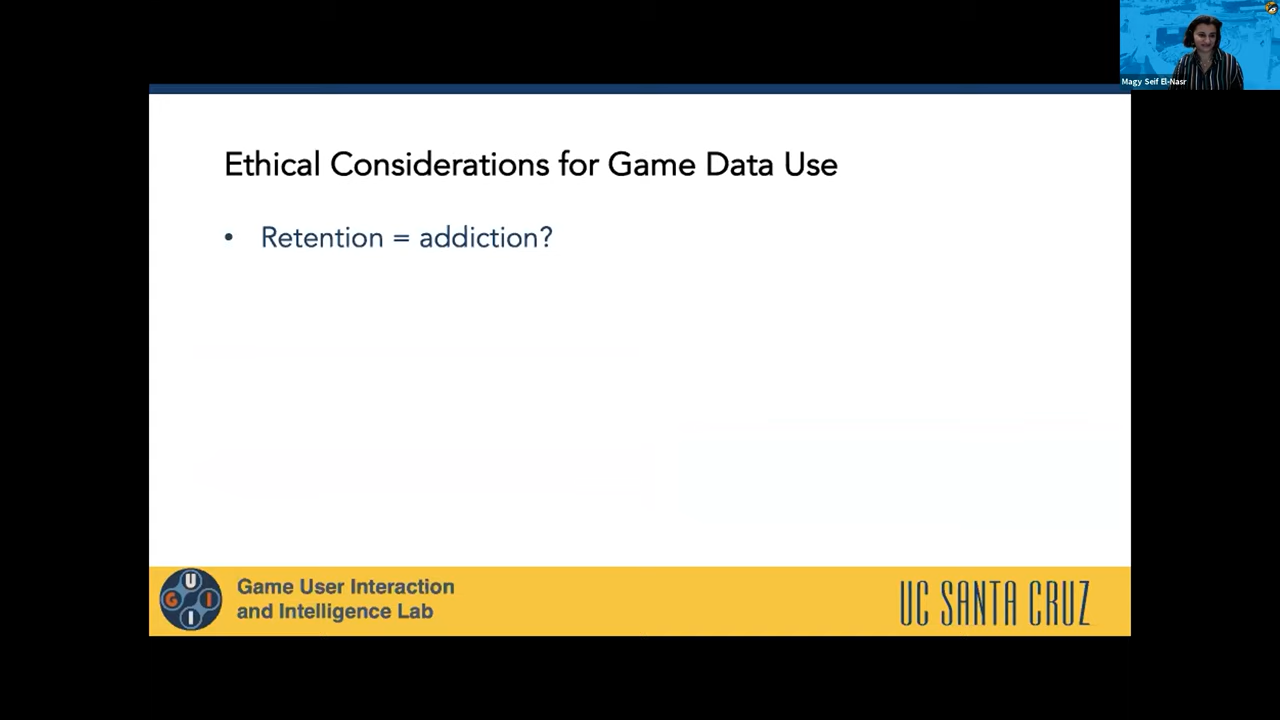 Magy Seif El-Nasr
Ethical Considerations for Game Data Use
• Retention = addiction?
U
G I
I
Game User Interaction
and Intelligence Lab
UC SANTA CRUZ